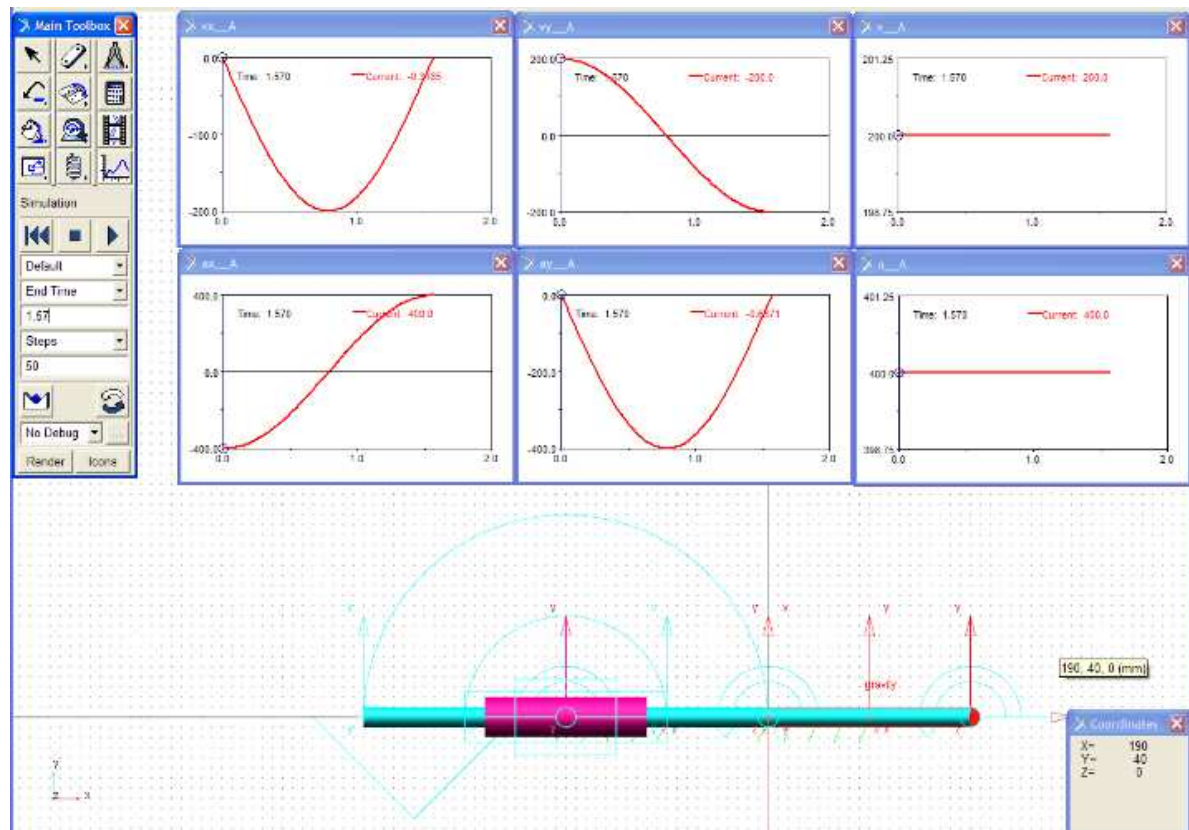 Main Toolbox
Simulation
Default
End Time
1.57
Steps
50
No Debug
Render Icons
vx__A
0.0
Time: 1.570
-100.0
-200.0
0.0 1.0 2.0
vy__A
200.0
Time: 1.570 Current: -200.0
0.0
-200.0
0.0 1.0 2.0
v__A
201.25
Time: 1.570 Current: 200.0
200.0
198.75
0.0 1.0 2.0
ax__A
400.0
Time: 1.570 Current: 400.0
0.0
-400.0
0.0 1.0 2.0
ay__A
0.0
Time: 1.570
-200.0
-400.0
0.0 1.0 2.0
a__A
401.25
Time: 1.570 Current: 400.0
398.75
0.0 1.0 2.0
Y Y Y Y X Y Y
190, 40, 0 (mm)
gravity
Coordinates
X= 190
Y= 40
Z= 0
Y
Z X